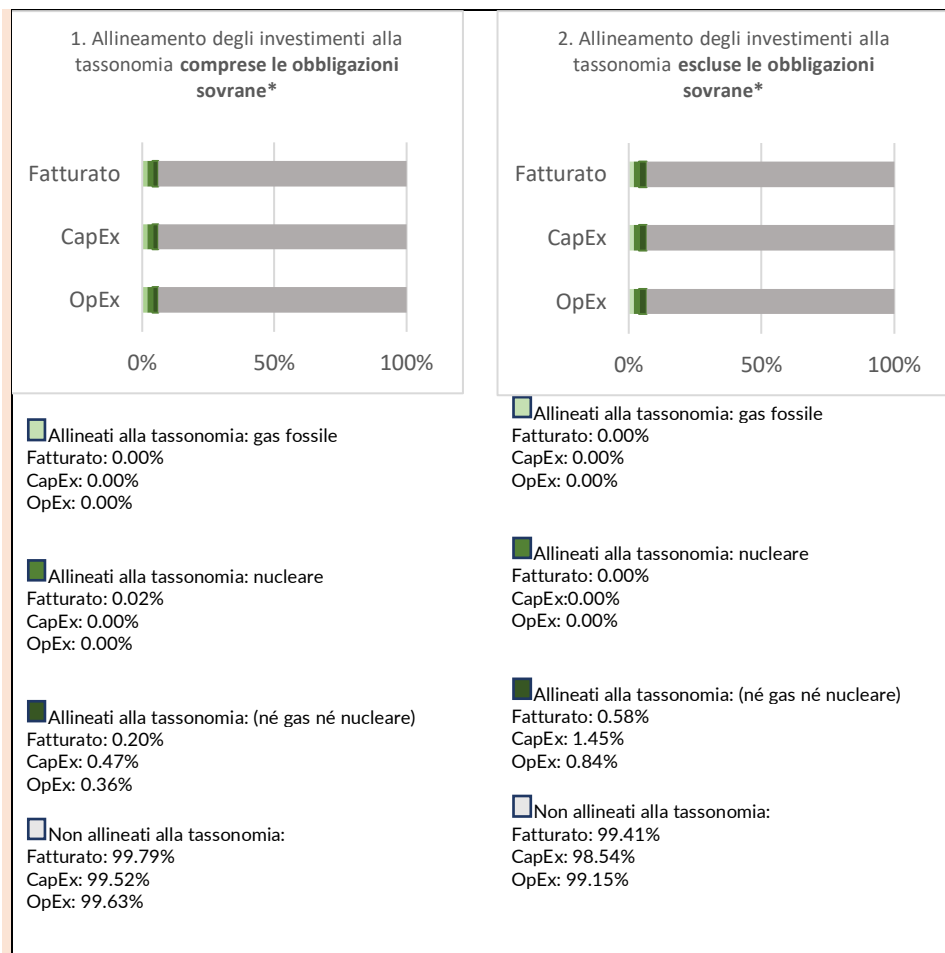 1. Allineamento degli investimenti alla
tassonomia comprese le obbligazioni
sovrane*
Fatturato
CapEx
OpEx
0%
50%
100%
Allineati alla tassonomia: gas fossile
Fatturato: 0.00%
CapEx: 0.00%
OpEx: 0.00%
Allineati alla tassonomia: nucleare
Fatturato: 0.02%
CapEx: 0.00%
OpEx: 0.00%
Allineati alla tassonomia: (né gas né nucleare)
Fatturato: 0.20%
CapEx: 0.47%
OpEx: 0.36%
Non allineati alla tassonomia:
Fatturato: 99.79%
CapEx: 99.52%
OpEx: 99.63%
2. Allineamento degli investimenti alla
tassonomia escluse le obbligazioni
sovrane*
Fatturato
CapEx
OpEx
0%
50%
100%
Allineati alla tassonomia: gas fossile
Fatturato: 0.00%
CapEx: 0.00%
OpEx: 0.00%
Allineati alla tassonomia: nucleare
Fatturato: 0.00%
CapEx:0.00%
OpEx: 0.00%
Allineati alla tassonomia: (né gas né nucleare)
Fatturato: 0.58%
CapEx: 1.45%
OpEx: 0.84%
Non allineati alla tassonomia:
Fatturato: 99.41%
CapEx: 98.54%
OpEx: 99.15%